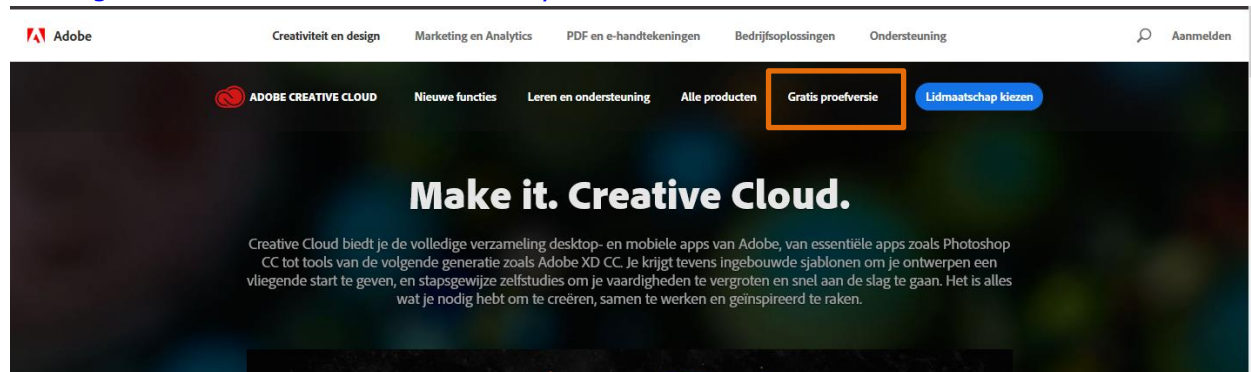 Adobe
Creativiteit en design Marketing en Analytics PDF en e-handtekeningen Bedrijfsoplossingen Ondersteuning Aanmelden
ADOBE CREATIVE CLOUD Nieuwe functies Leren en ondersteuning Alle producten Gratis proefversie Lidmaatschap kiezen
Make it. Creative Cloud.
Creative Cloud biedt je de volledige verzameling desktop- en mobiele apps van Adobe, van essentiële apps zoals Photoshop
CC tot tools van de volgende generatie zoals Adobe XD CC. Je krijgt tevens ingebouwde sjablonen om je ontwerpen een
vliegende start te geven, en stapsgewijze zelfstudies om je vaardigheden te vergroten en snel aan de slag te gaan. Het is alles
wat je nodig hebt om te creëren, samen te werken en geïnspireerd te raken.